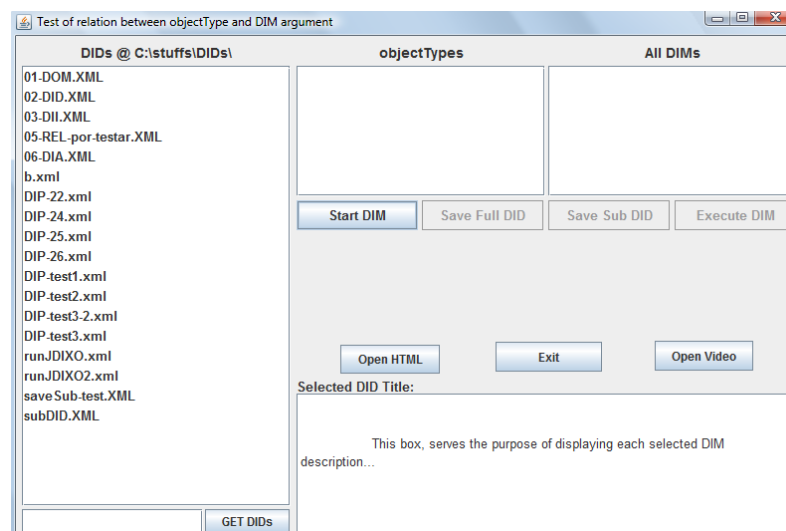 Test of relation between objectType and DIM argument
DIDs @ C:\stuffs\DIDs\
objectTypes
All DIMs
01-DOM.XML
02-DID.XML
03-DII.XML
05-REL-por-testar.XML
06-DIA.XML
b.xml
DIP-22.xml
DIP-24.xml
DIP-25.xml
DIP-26.xml
DIP-test1.xml
DIP-test2.xml
DIP-test3-2.xml
DIP-test3.xml
runJDIXO.xml
runJDIXO2.xml
saveSub-test.XML
subDID.XML
GET DIDs
Start DIM
Save Full DID
Save Sub DID
Execute DIM
Open HTML
Exit
Open Video
Selected DID Title:
This box, serves the purpose of displaying each selected DIM
description...